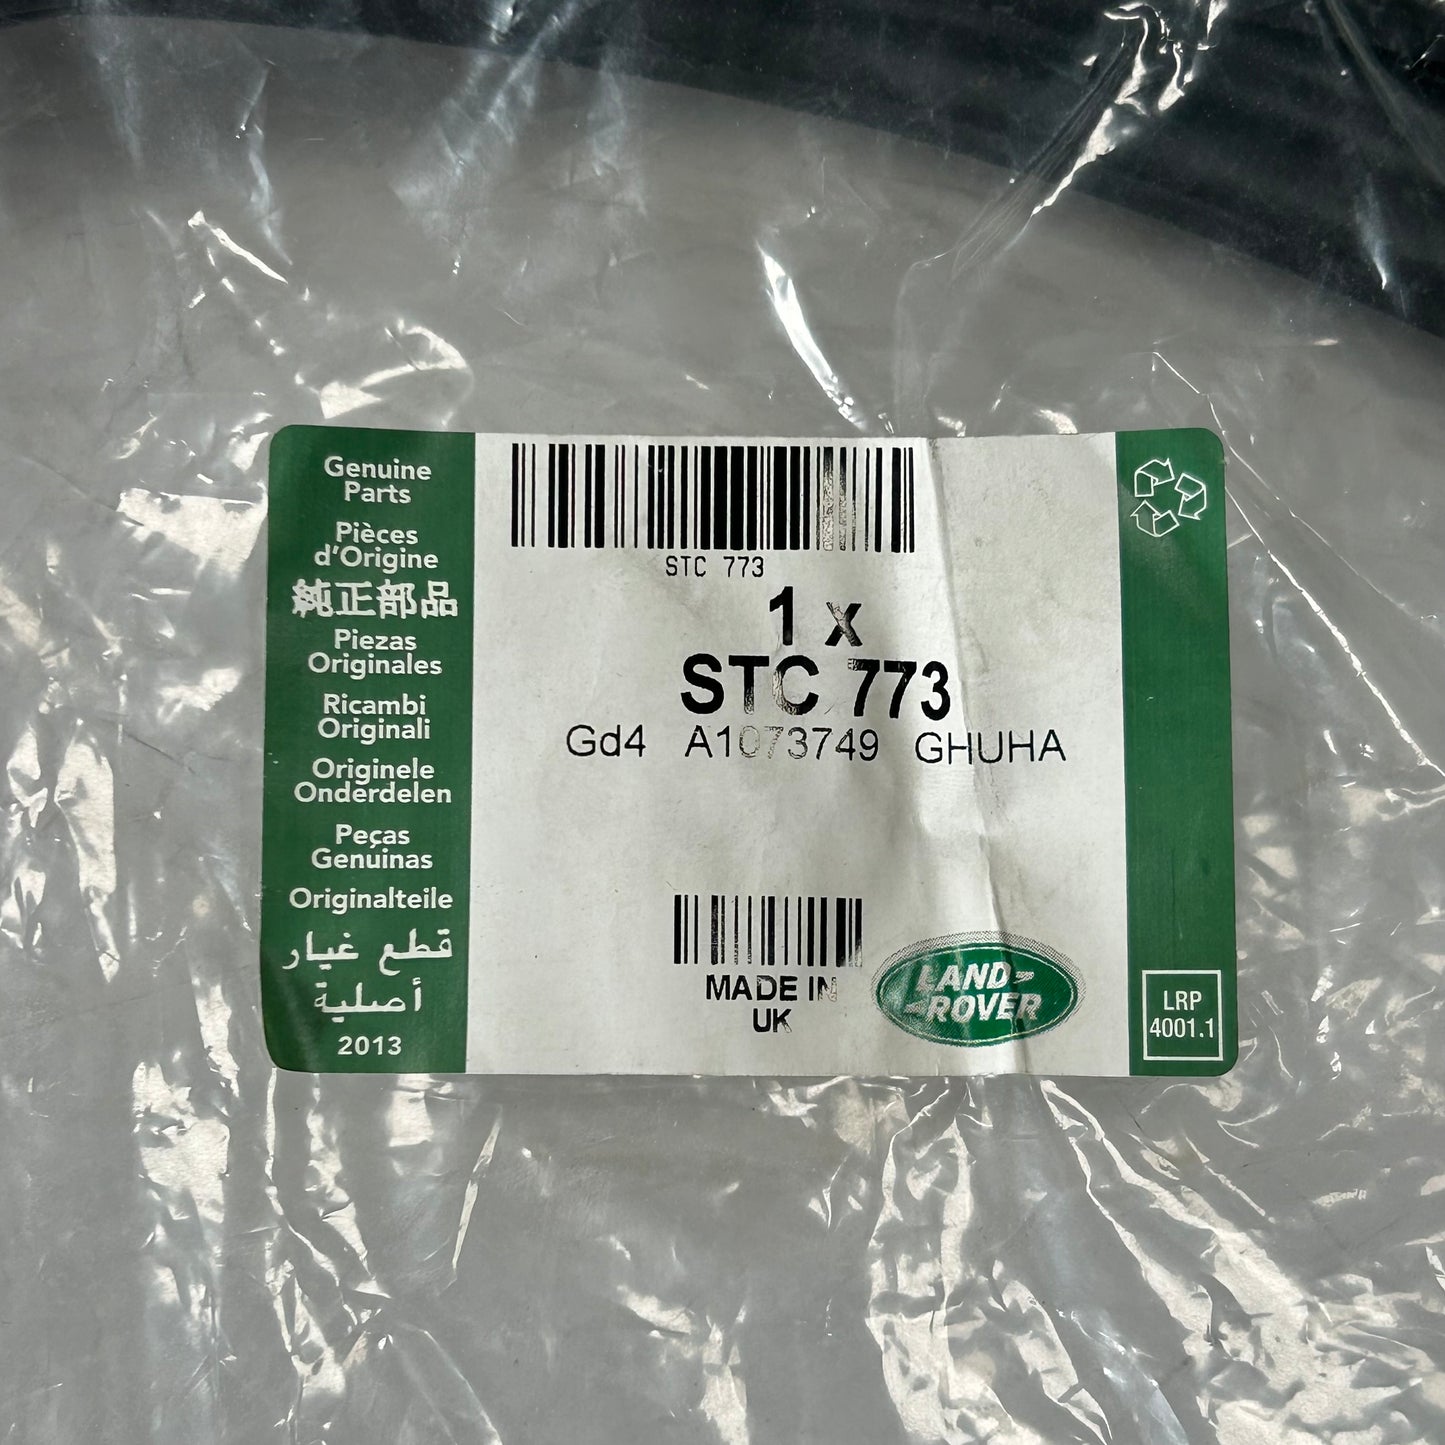 Genuine
Parts
Pièces
d'Origine
純正部品
Piezas
Originales
Ricambi
Originali
Originele
Onderdelen
Peças
Genuinas
Originalteile
قطع غيار
أصلية
2013
STC 773
1 x
STC 773
Gd4 A1073749 GHUHA
MADE IN
UK
LAND-
ROVER
LRP
4001.1